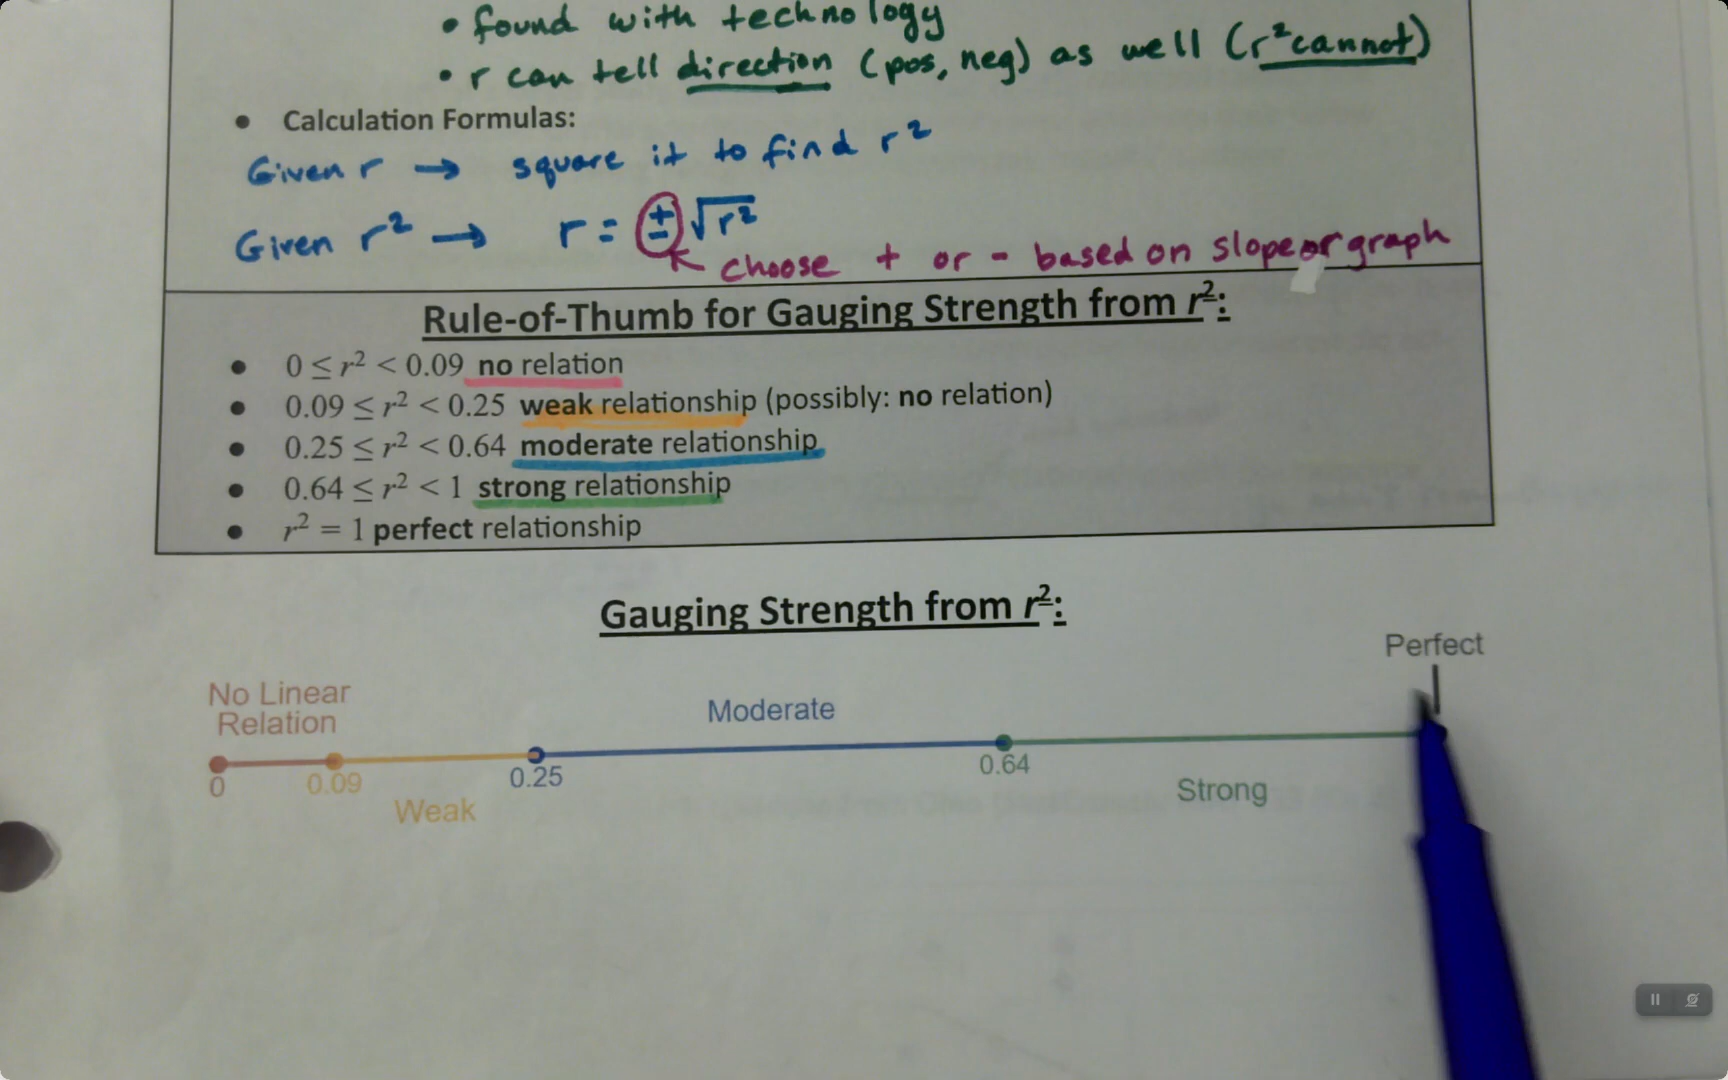 • found with technology
• r can tell direction (pos, neg) as well (r² cannot)
• Calculation Formulas:
Given r → square it to find r²
Given r² → r = ± √r²
choose + or - based on slope or graph
Rule-of-Thumb for Gauging Strength from r²:
• 0 ≤ r² < 0.09 no relation
• 0.09 ≤ r² < 0.25 weak relationship (possibly: no relation)
• 0.25 ≤ r² < 0.64 moderate relationship
• 0.64 ≤ r² < 1 strong relationship
• r² = 1 perfect relationship
Gauging Strength from r²:
Perfect
No Linear
Relation
Moderate
0
0.09
0.25
0.64
Weak
Strong